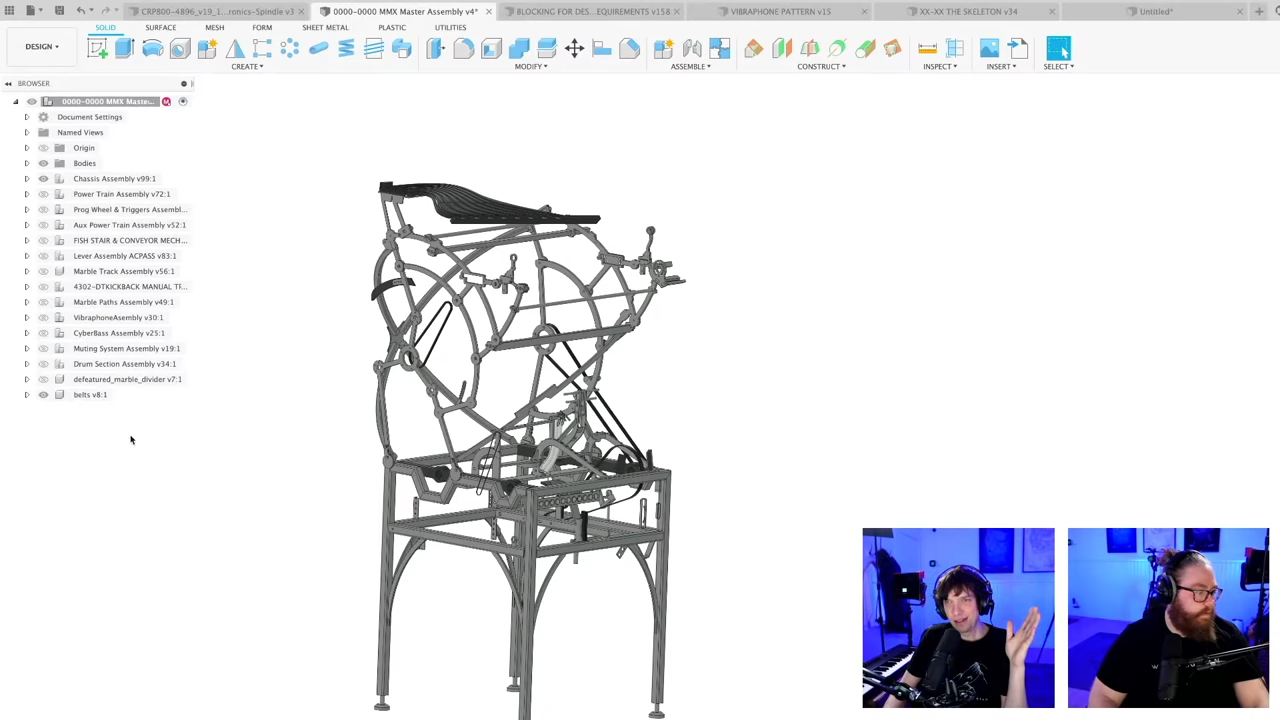 CRP800-4896_v19_1...ronics-Spindle v3
0000-0000 MMX Master Assembly v4*
BLOCKING FOR DES...EQUIREMENTS v158
VIBRAPHONE PATTERN v15
XX-XX THE SKELETON v34
Untitled*
SOLID
SURFACE
MESH
FORM
SHEET METAL
PLASTIC
UTILITIES
DESIGN
CREATE
MODIFY
ASSEMBLE
CONSTRUCT
INSPECT
INSERT
SELECT
BROWSER
0000-0000 MMX Maste...
M
Document Settings
Named Views
Origin
Bodies
Chassis Assembly v99:1
Power Train Assembly v72:1
Prog Wheel & Triggers Assembl...
Aux Power Train Assembly v52:1
FISH STAIR & CONVEYOR MECH...
Lever Assembly ACPASS v83:1
Marble Track Assembly v56:1
4302-DTKICKBACK MANUAL TF...
Marble Paths Assembly v49:1
VibraphoneAsembly v30:1
CyberBass Assembly v25:1
Muting System Assembly v19:1
Drum Section Assembly v34:1
defeatured_marble_divider v7:1
belts v8:1